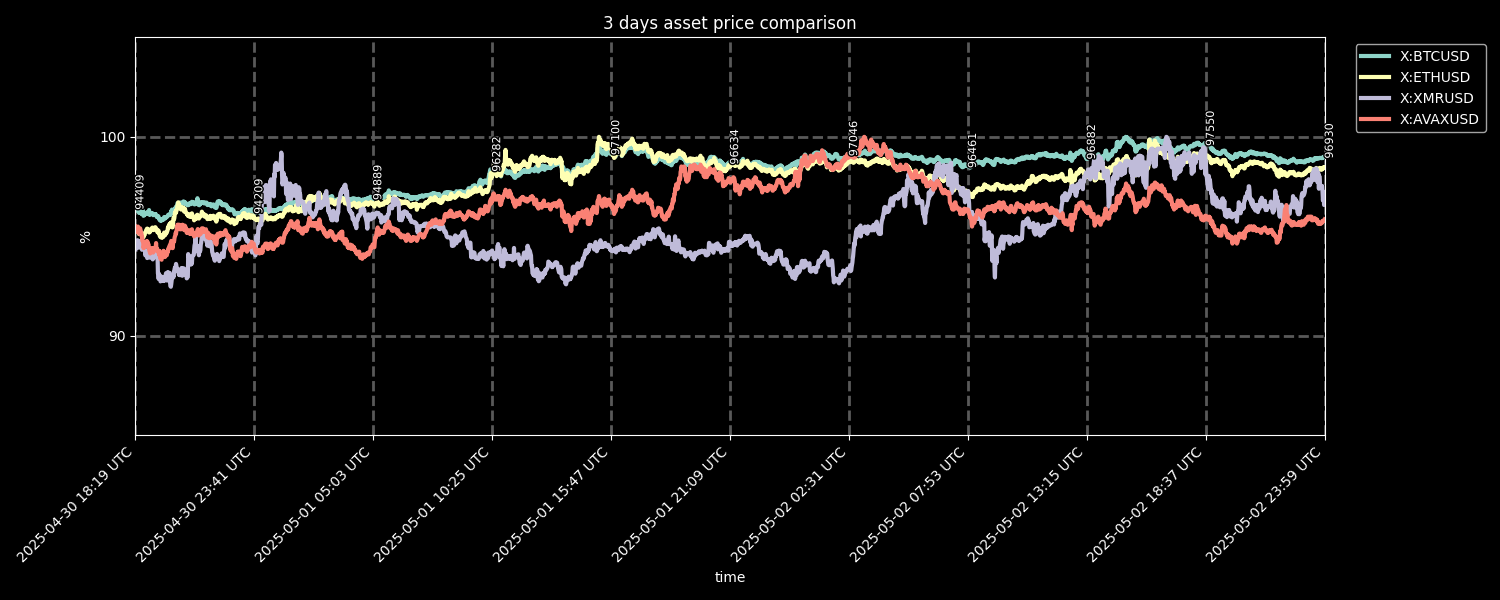 3 days asset price comparison
X:BTCUSD
X:ETHUSD
X:XMRUSD
X:AVAXUSD
%
100
90
94409
94209
94889
96282
97100
96634
97046
96461
96882
97550
96930
2025-04-30 18:19 UTC
2025-04-30 23:41 UTC
2025-05-01 05:03 UTC
2025-05-01 10:25 UTC
2025-05-01 15:47 UTC
2025-05-01 21:09 UTC
2025-05-02 02:31 UTC
2025-05-02 07:53 UTC
2025-05-02 13:15 UTC
2025-05-02 18:37 UTC
2025-05-02 23:59 UTC
time